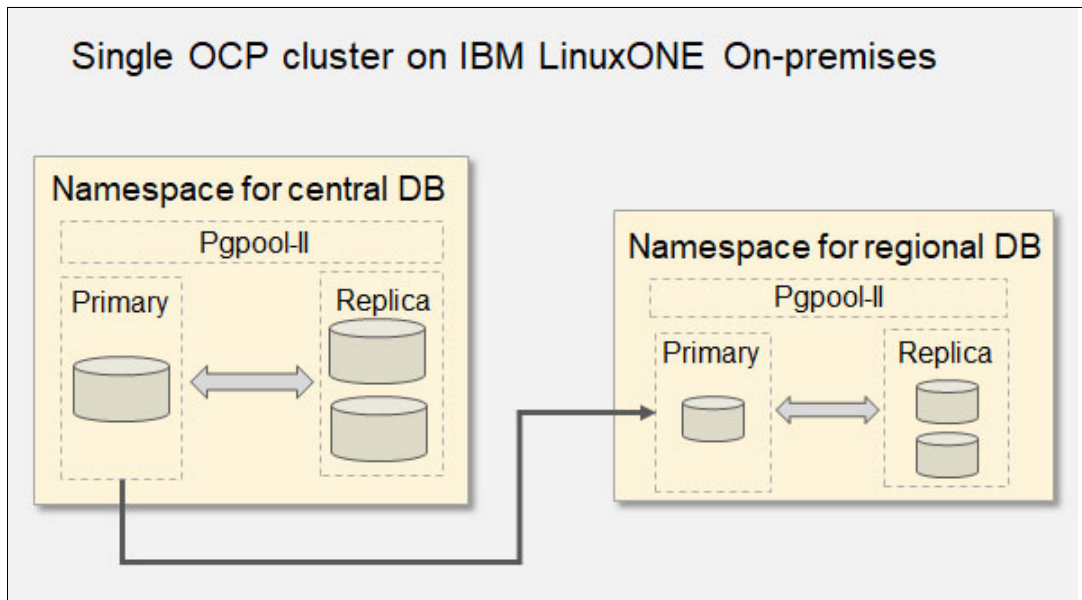 Single OCP cluster on IBM LinuxONE On-premises
Namespace for central DB
Pgpool-II
Primary
Replica
Namespace for regional DB
Pgpool-II
Primary
Replica